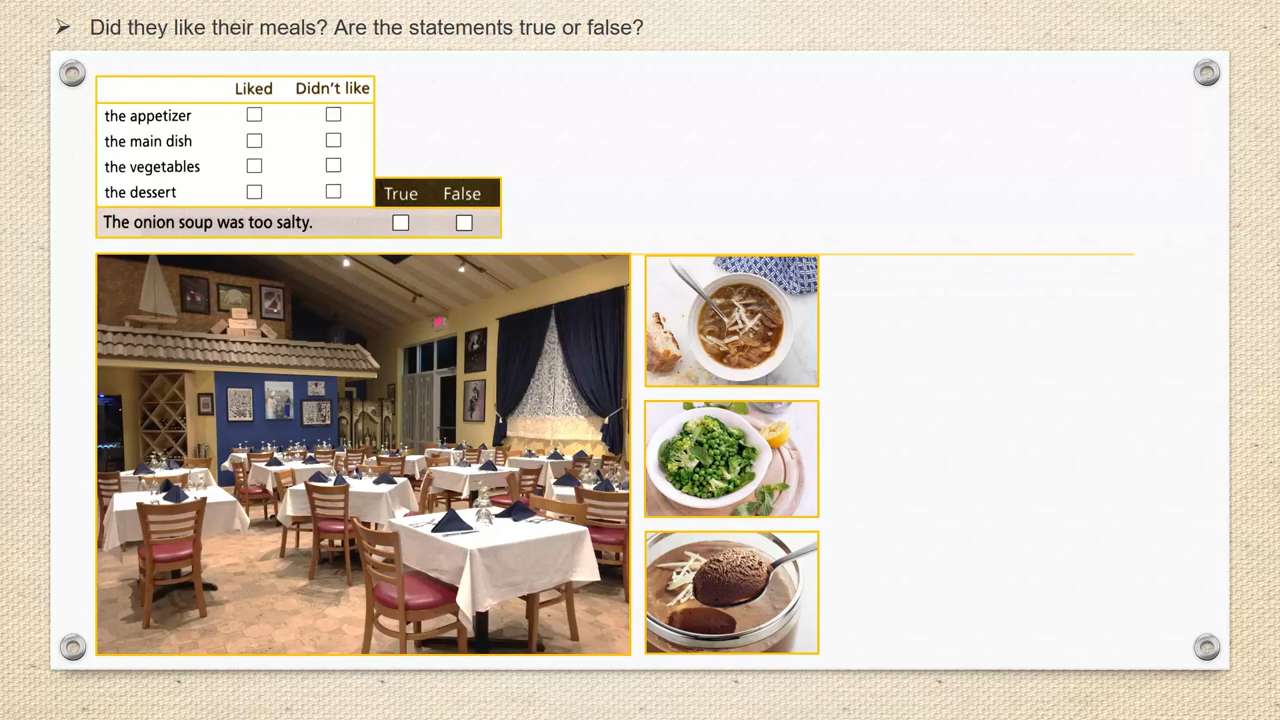 ➢ Did they like their meals? Are the statements true or false?
Liked Didn't like
the appetizer
the main dish
the vegetables
the dessert
True False
The onion soup was too salty.